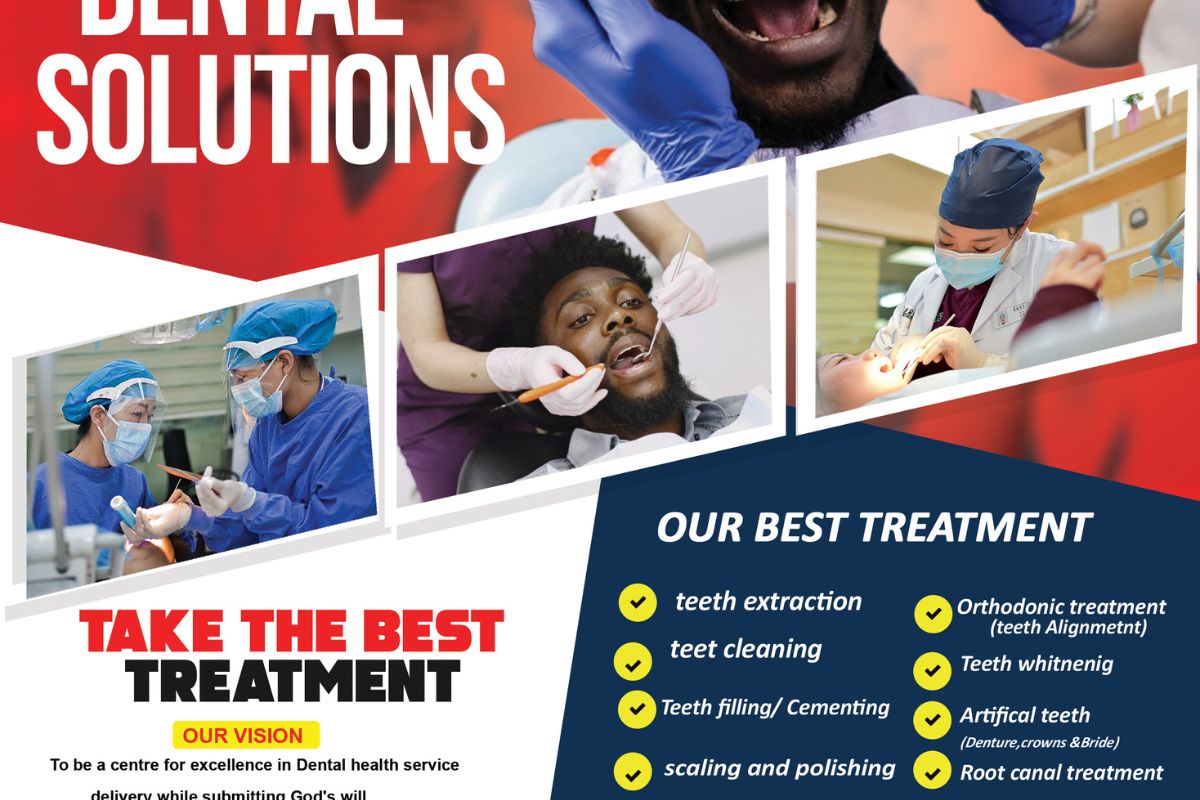 DENTAL
SOLUTIONS
TAKE THE BEST
TREATMENT
OUR VISION
To be a centre for excellence in Dental health service
delivery while submitting God's will
OUR BEST TREATMENT
teeth extraction
teet cleaning
Teeth filling/ Cementing
scaling and polishing
Orthodonic treatment
(teeth Alignmetnt)
Teeth whitnenig
Artifical teeth
(Denture,crowns &Bride)
Root canal treatment